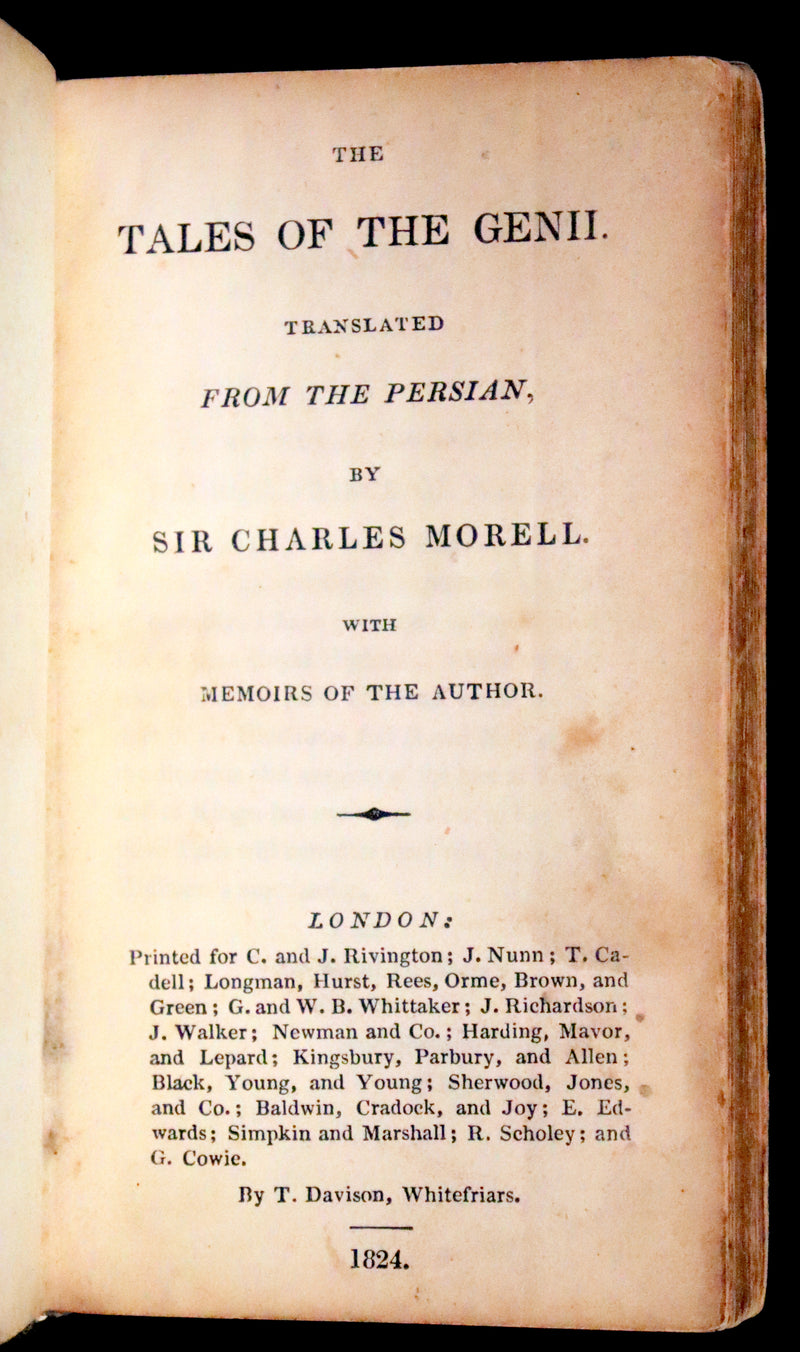 THE
TALES OF THE GENII.
TRANSLATED
FROM THE PERSIAN,
BY
SIR CHARLES MORELL.
WITH
MEMOIRS OF THE AUTHOR.
LONDON:
Printed for C. and J. Rivington; J. Nunn; T. Ca-
dell; Longman, Hurst, Rees, Orme, Brown, and
Green; G. and W. B. Whittaker; J. Richardson;
J. Walker; Newman and Co.; Harding, Mavor,
and Lepard; Kingsbury, Parbury, and Allen;
Black, Young, and Young; Sherwood, Jones,
and Co.; Baldwin, Cradock, and Joy; E. Ed-
wards; Simpkin and Marshall; R. Scholey; and
G. Cowie.
By T. Davison, Whitefriars.
1824.